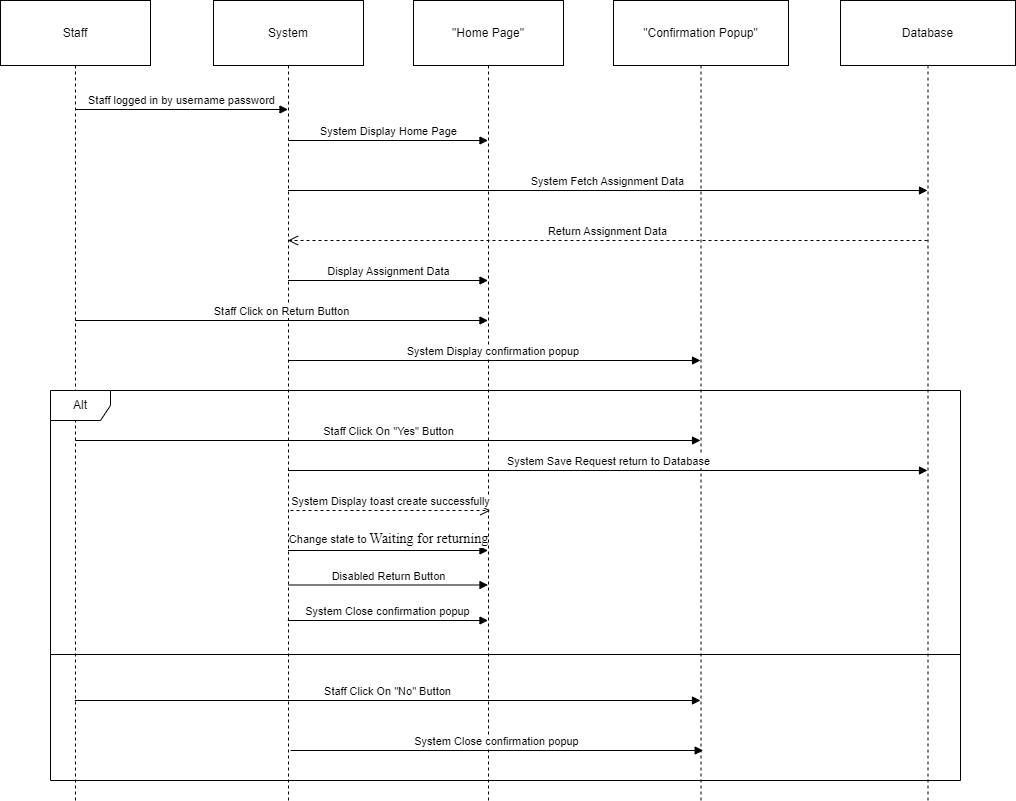 Staff
System
"Home Page"
"Confirmation Popup"
Database
Staff logged in by username password
System Display Home Page
System Fetch Assignment Data
Return Assignment Data
Display Assignment Data
Staff Click on Return Button
System Display confirmation popup
Alt
Staff Click On "Yes" Button
System Save Request return to Database
System Display toast create successfully
Change state to Waiting for returning
Disabled Return Button
System Close confirmation popup
Staff Click On "No" Button
System Close confirmation popup